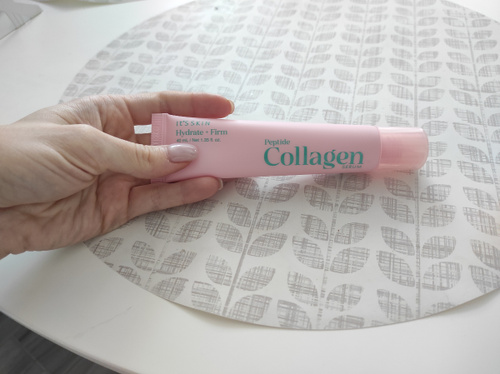 IT'S SKIN
Hydrate + Firm
Peptide
Collagen